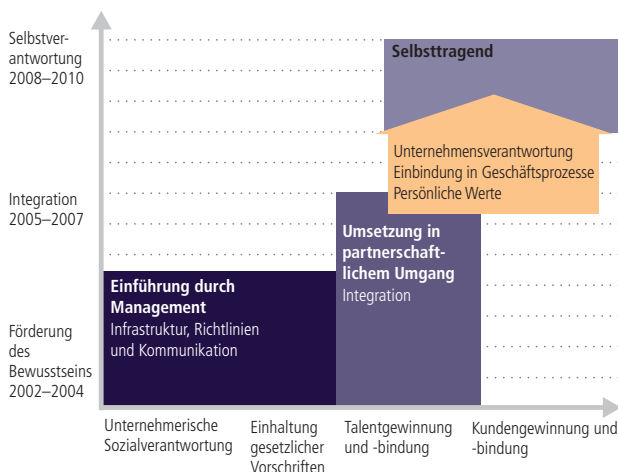 Selbstver-
antwortung
2008–2010
Selbsttragend
Unternehmensverantwortung
Einbindung in Geschäftsprozesse
Persönliche Werte
Integration
2005–2007
Umsetzung in
partnerschaft-
lichem Umgang
Integration
Einführung durch
Management
Infrastruktur, Richtlinien
und Kommunikation
Förderung
des
Bewusstseins
2002–2004
Unternehmerische
Sozialverantwortung
Einhaltung
gesetzlicher
Vorschriften
Talentgewinnung
und -bindung
Kundengewinnung und
-bindung